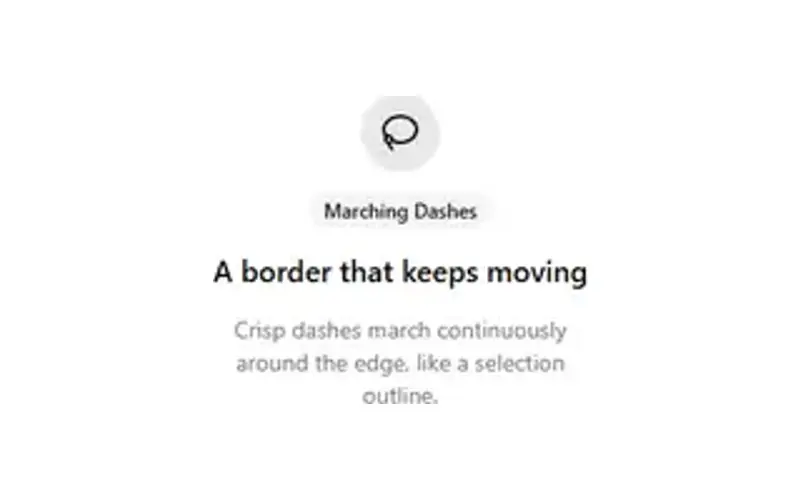 Marching Dashes
A border that keeps moving
Crisp dashes march continuously
around the edge, like a selection
outline.